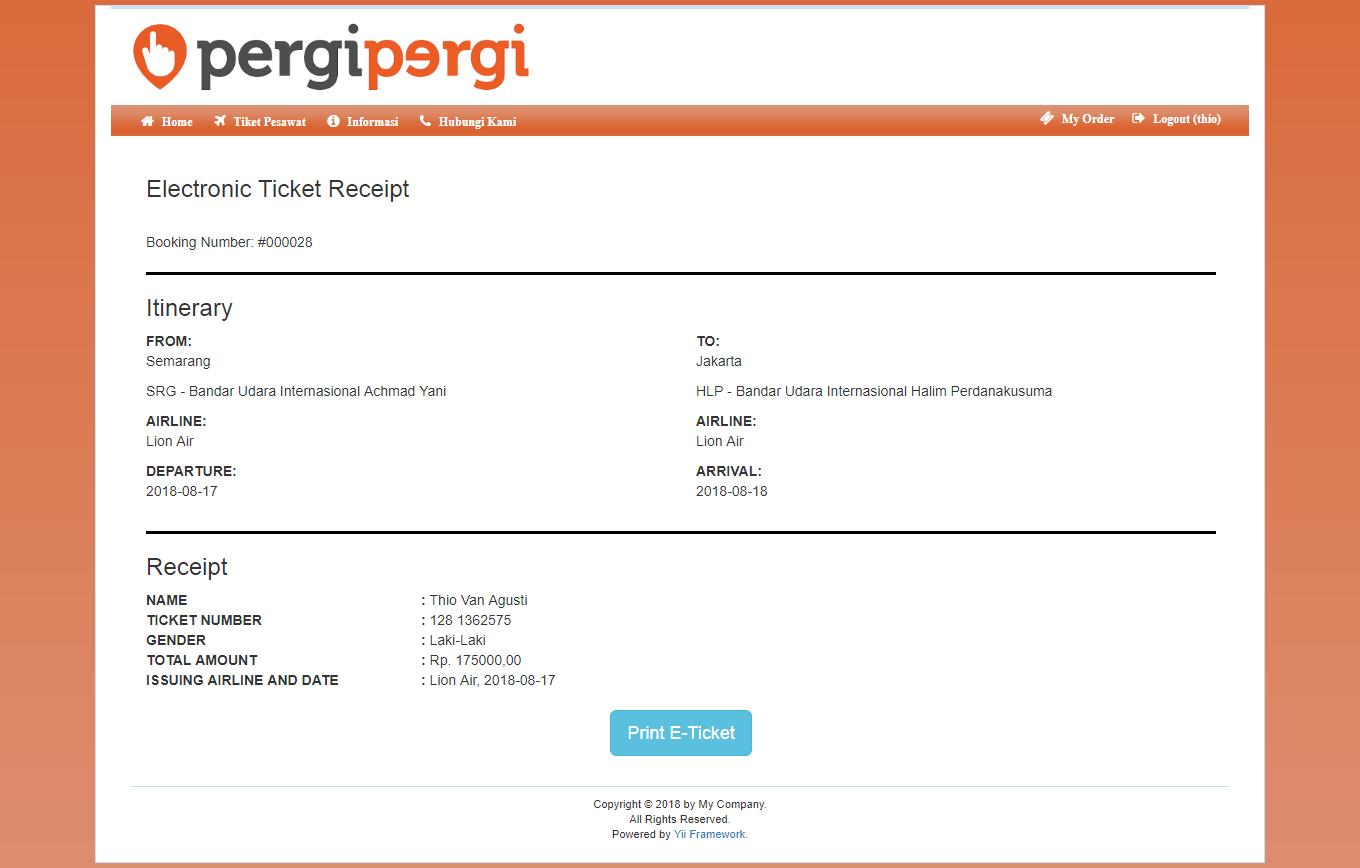 pergipergi
Home Tiket Pesawat Informasi Hubungi Kami My Order Logout (thio)
Electronic Ticket Receipt
Booking Number: #000028
Itinerary
FROM:
Semarang
SRG - Bandar Udara Internasional Achmad Yani
AIRLINE:
Lion Air
DEPARTURE:
2018-08-17
TO:
Jakarta
HLP - Bandar Udara Internasional Halim Perdanakusuma
AIRLINE:
Lion Air
ARRIVAL:
2018-08-18
Receipt
NAME : Thio Van Agusti
TICKET NUMBER : 128 1362575
GENDER : Laki-Laki
TOTAL AMOUNT : Rp. 175000,00
ISSUING AIRLINE AND DATE : Lion Air, 2018-08-17
Print E-Ticket
Copyright © 2018 by My Company.
All Rights Reserved.
Powered by Yii Framework.